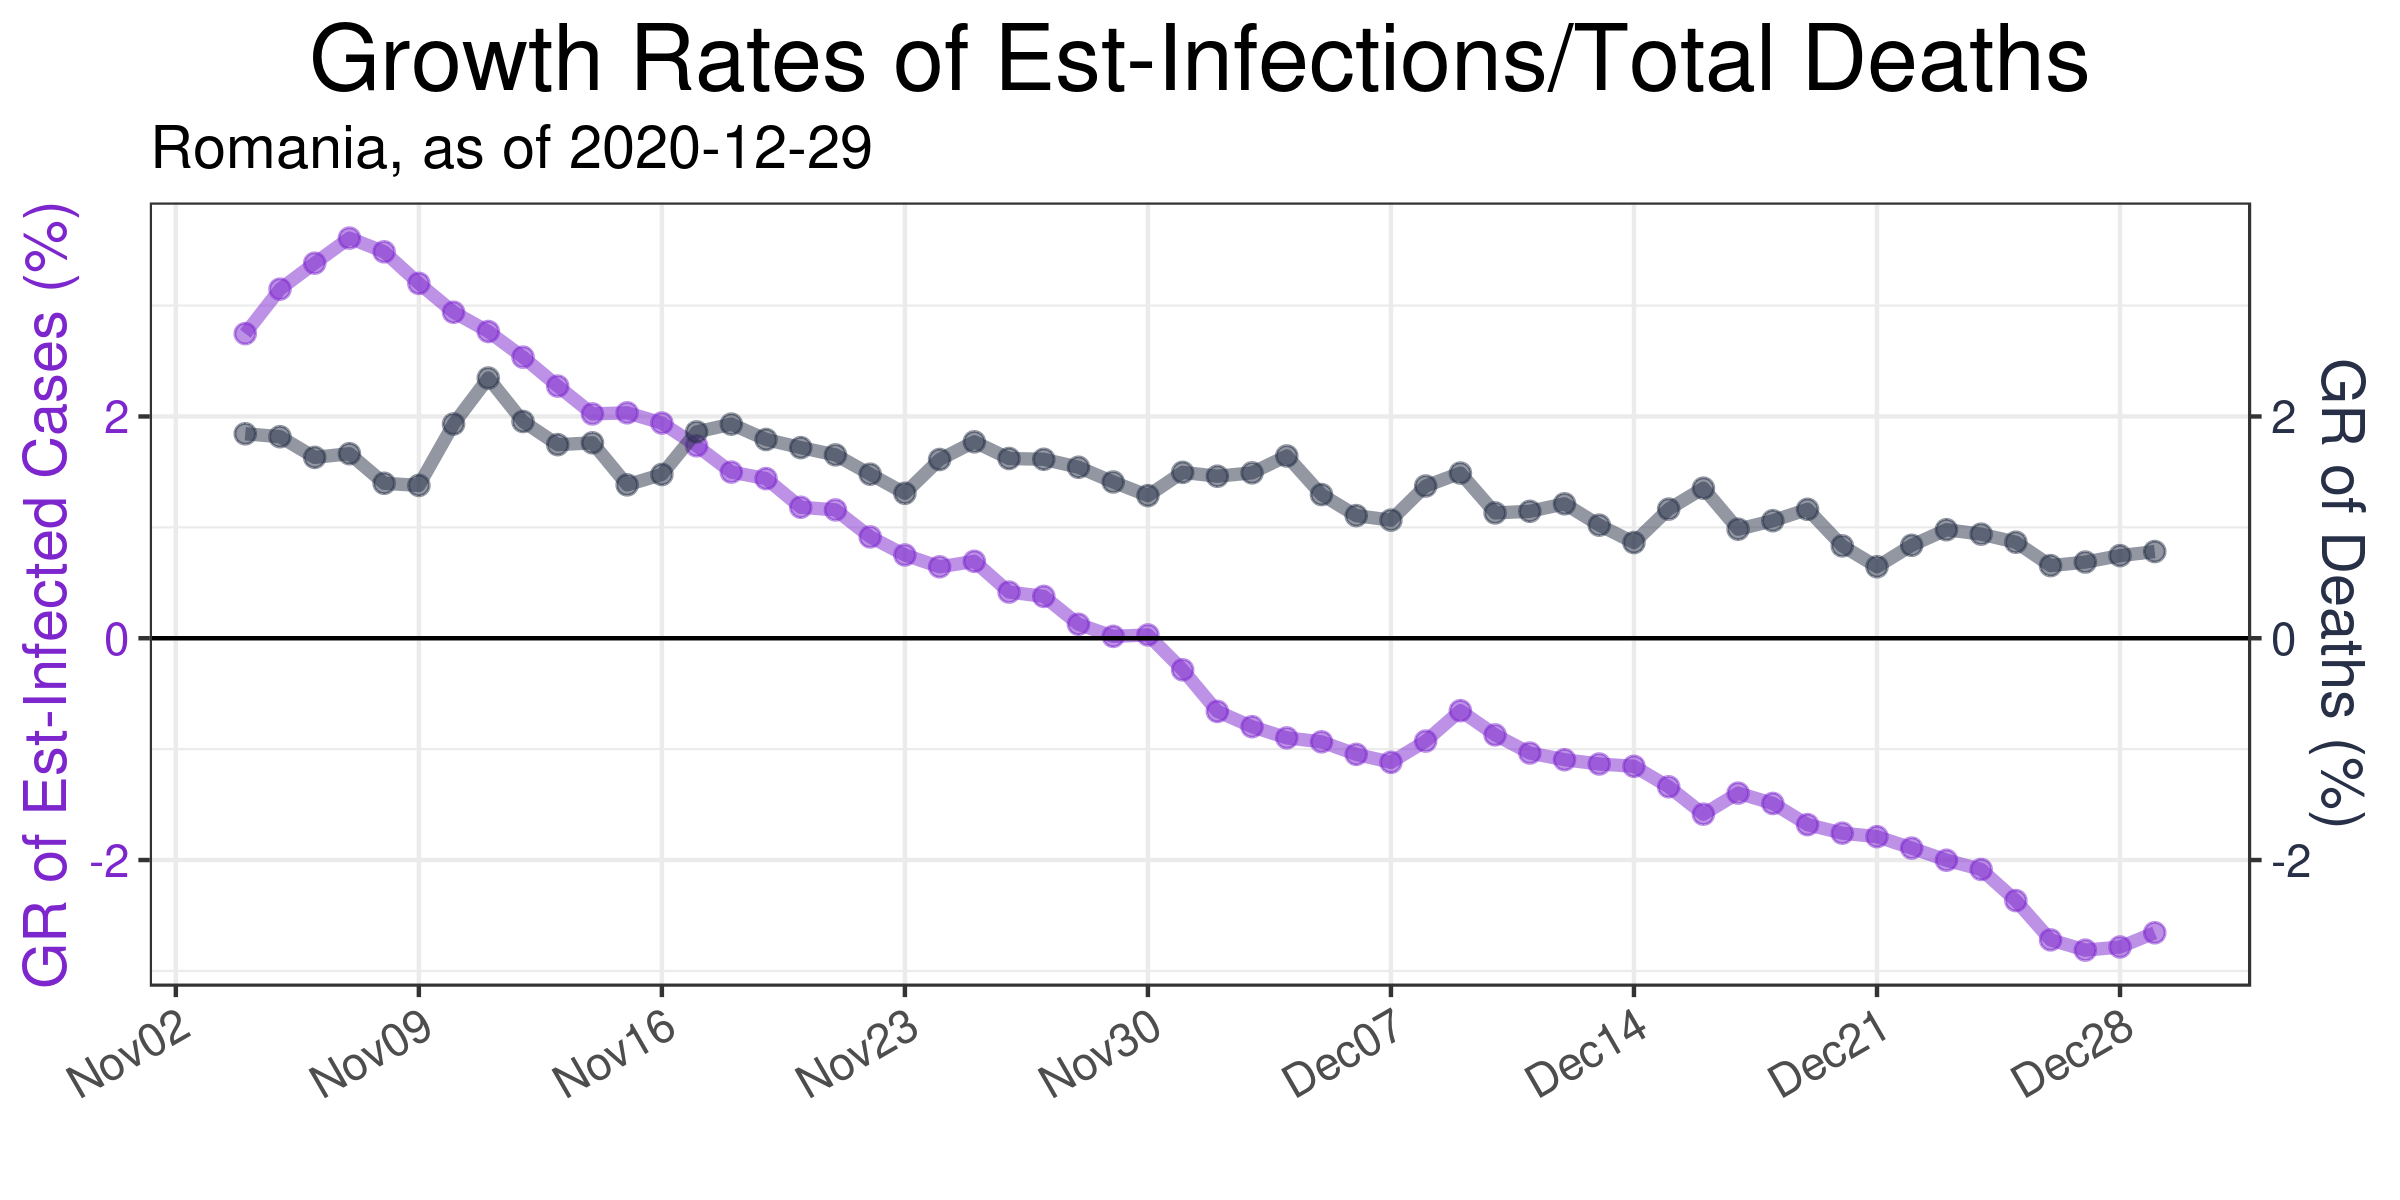 Growth Rates of Est-Infections/Total Deaths
Romania, as of 2020-12-29
GR of Est-Infected Cases (%)
2
0
-2
2
0
-2
GR of Deaths (%)
Nov02
Nov09
Nov16
Nov23
Nov30
Dec07
Dec14
Dec21
Dec28